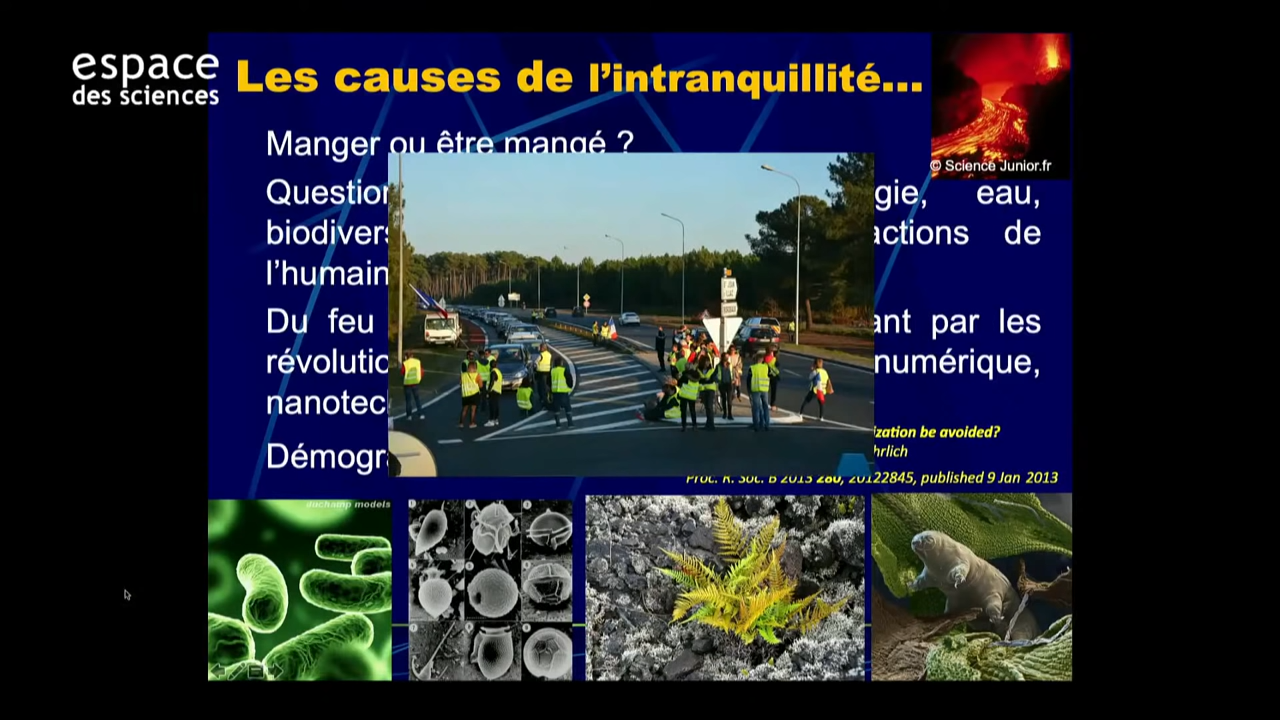 espace
des sciences
Les causes de l'intranquillité...
© Science Junior.fr
Manger ou être mangé ?
Question
gie, eau,
biodivers
actions de
l'humain
Du feu
ant par les
révolutio
numérique,
nanotec
Démogr
ization be avoided?
hrlich
Proc. R. Soc. B 2013 280, 20122845, published 9 Jan 2013
duchamp models